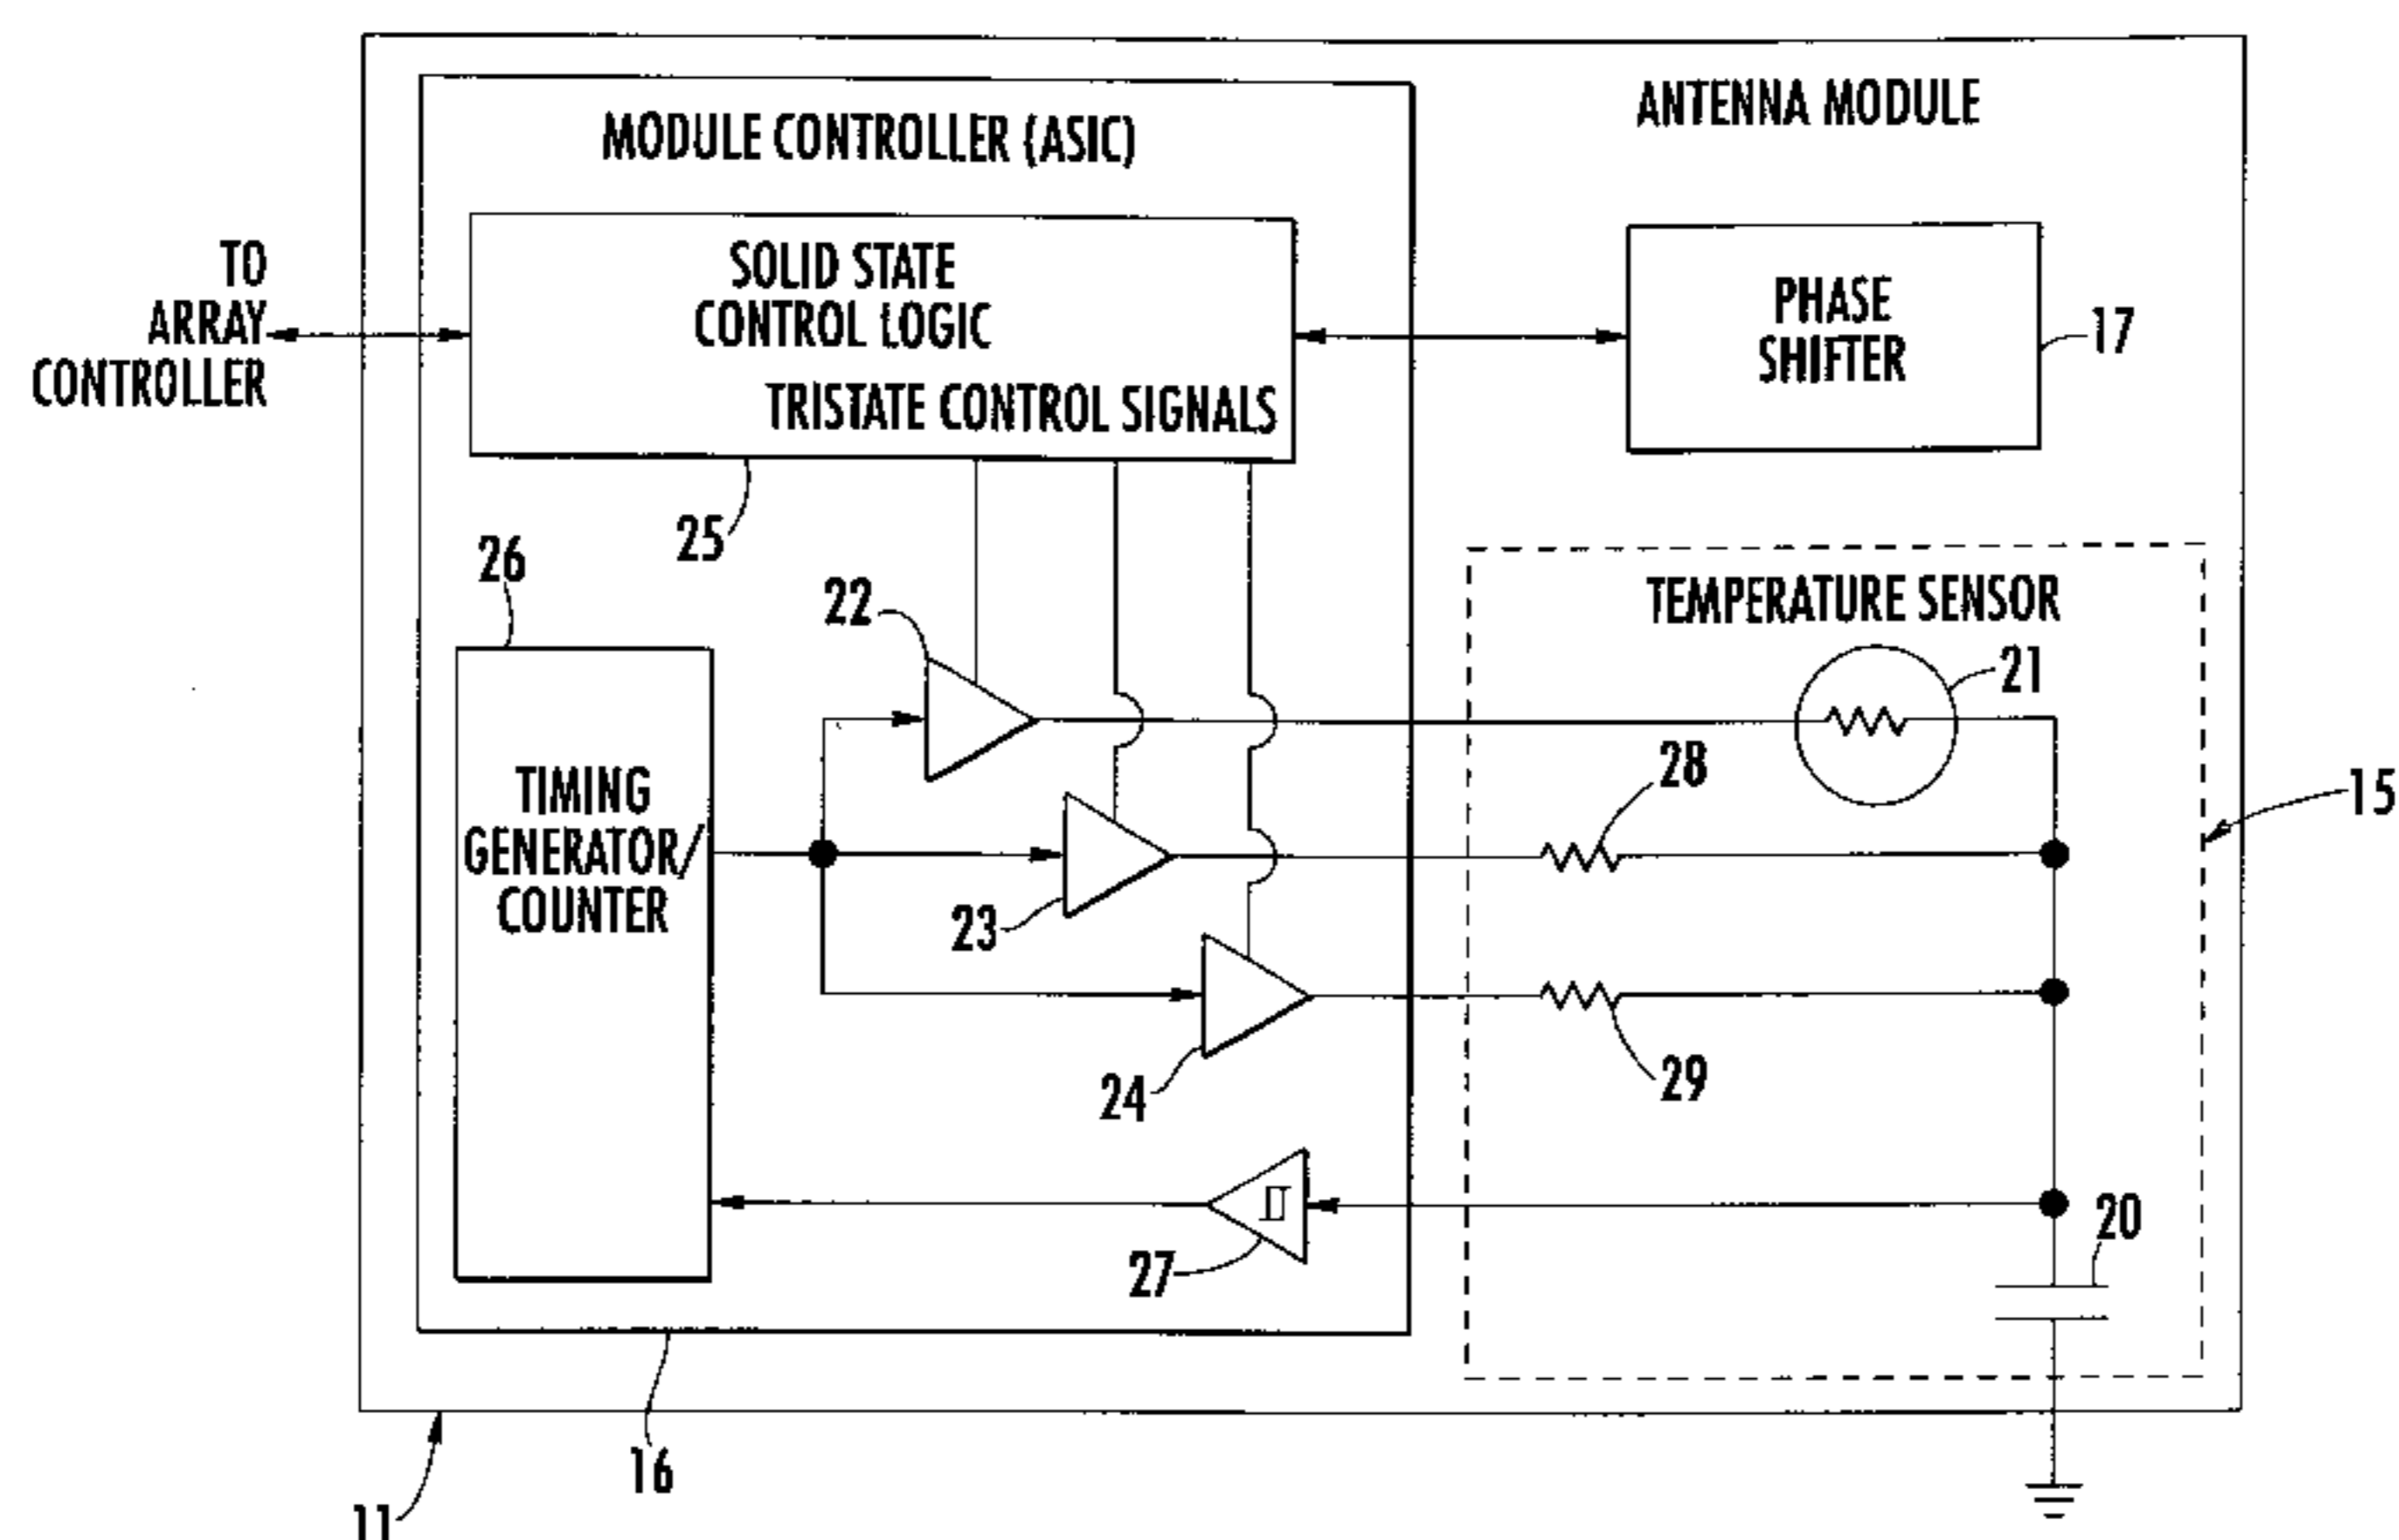 ANTENNA MODULE
MODULE CONTROLLER (ASIC)
TO
ARRAY
CONTROLLER
SOLID STATE
CONTROL LOGIC
TRISTATE CONTROL SIGNALS
PHASE
SHIFTER
17
25
26
22
TEMPERATURE SENSOR
21
28
15
TIMING
GENERATOR/
COUNTER
23
24
29
27
20
16
11